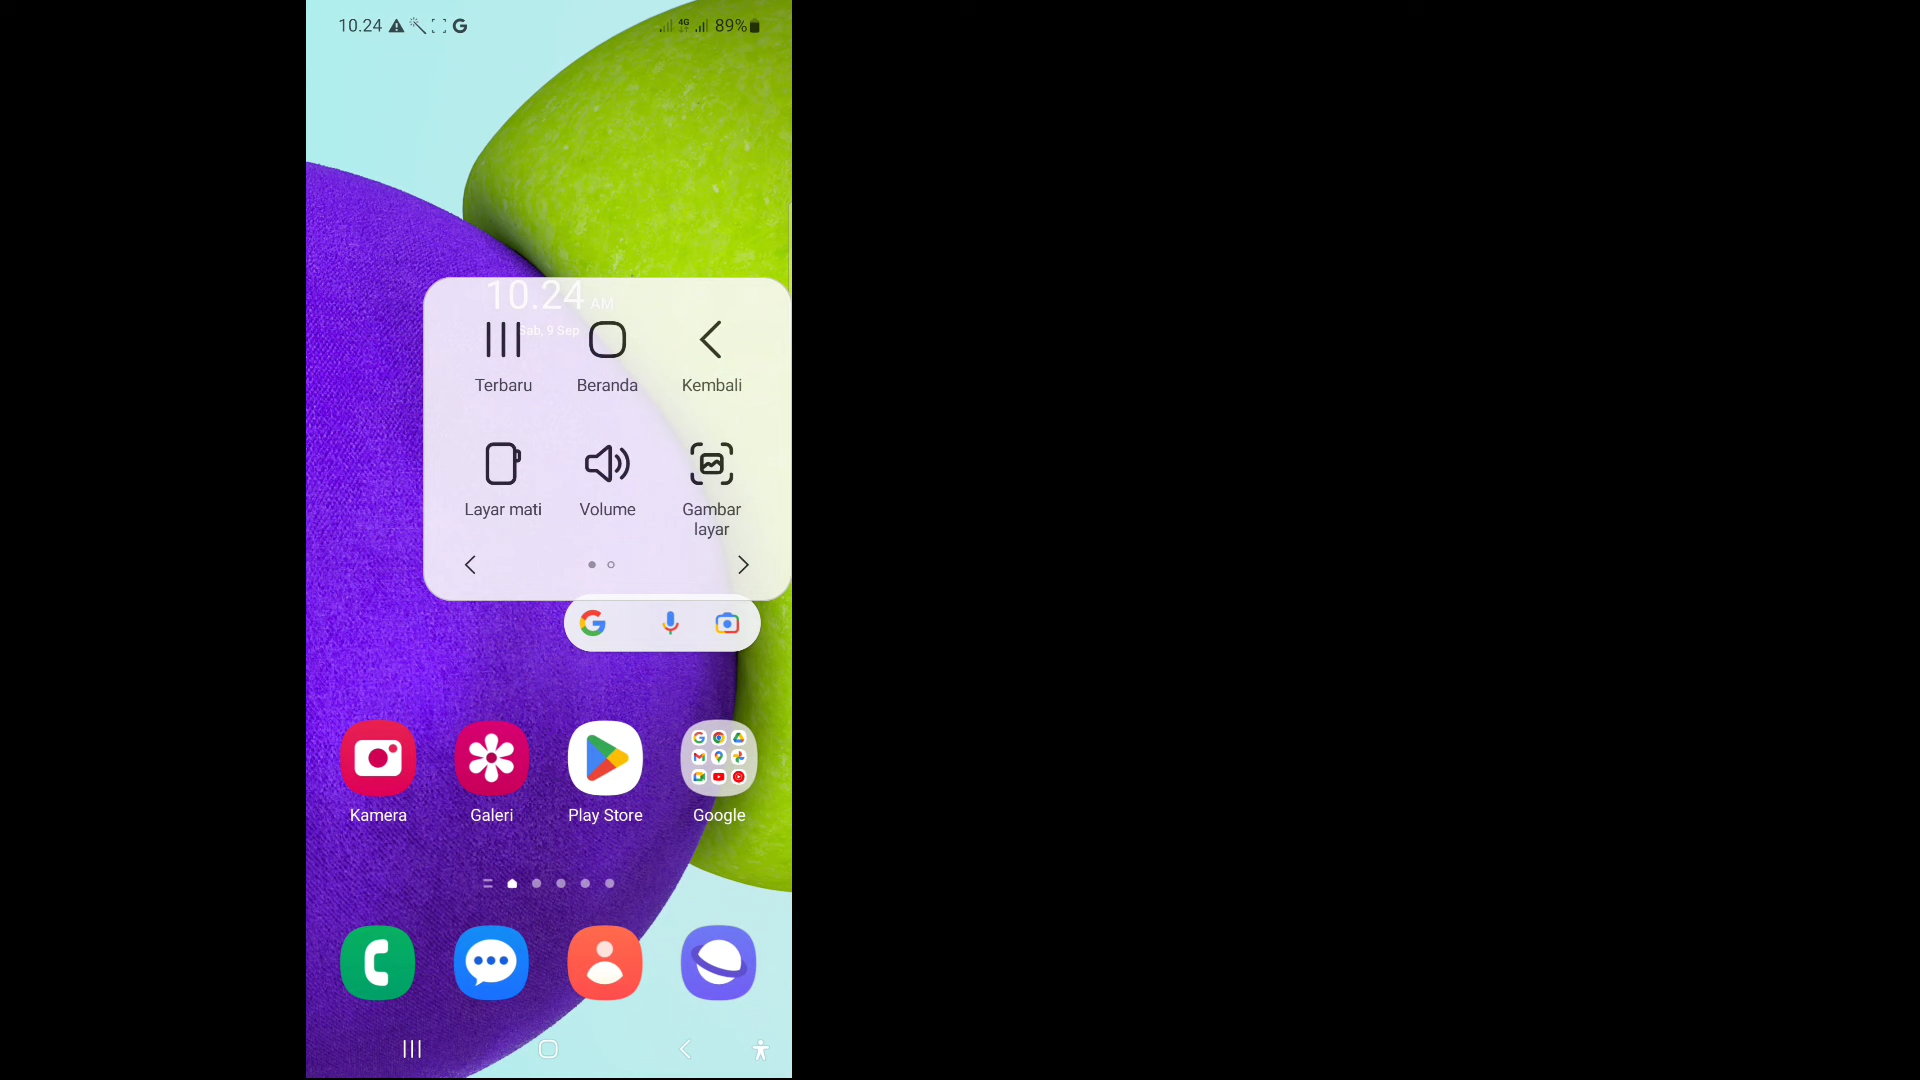 10.24
4G
89%
10.24 AM
Sab, 9 Sep
Terbaru
Beranda
Kembali
Layar mati
Volume
Gambar
layar
Kamera
Galeri
Play Store
Google